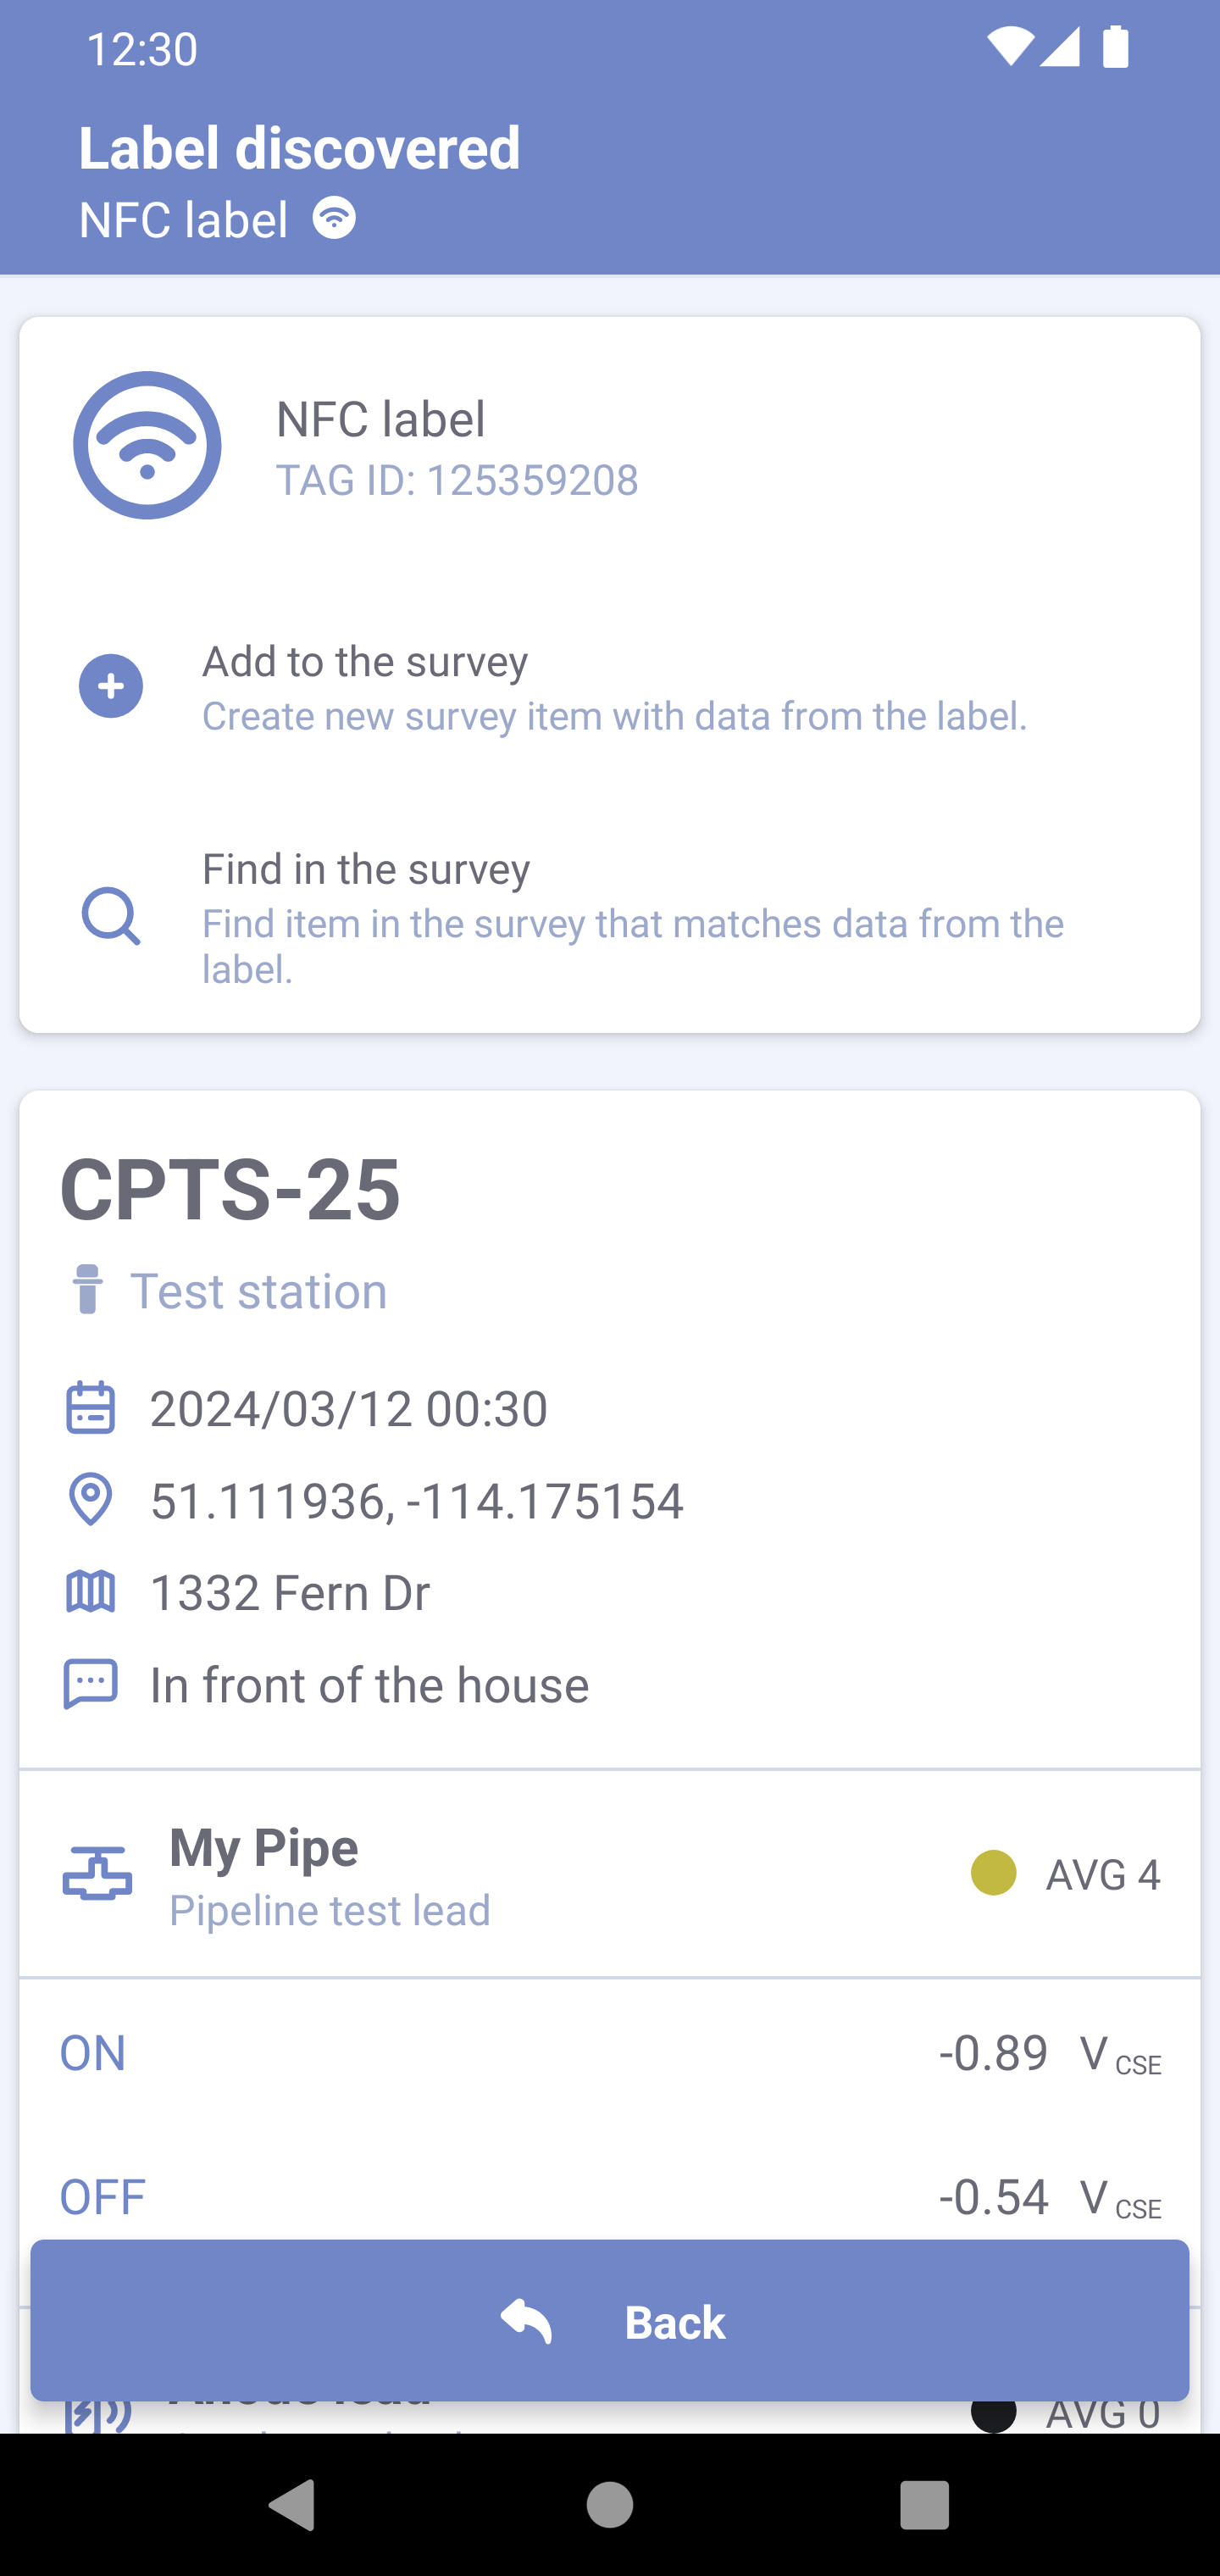 12:30
Label discovered
NFC label
NFC label
TAG ID: 125359208
Add to the survey
Create new survey item with data from the label.
Find in the survey
Find item in the survey that matches data from the
label.
CPTS-25
Test station
2024/03/12 00:30
51.111936, -114.175154
1332 Fern Dr
In front of the house
My Pipe
Pipeline test lead
AVG 4
ON
-0.89 V CSE
OFF
-0.54 V CSE
Back
AVG 0